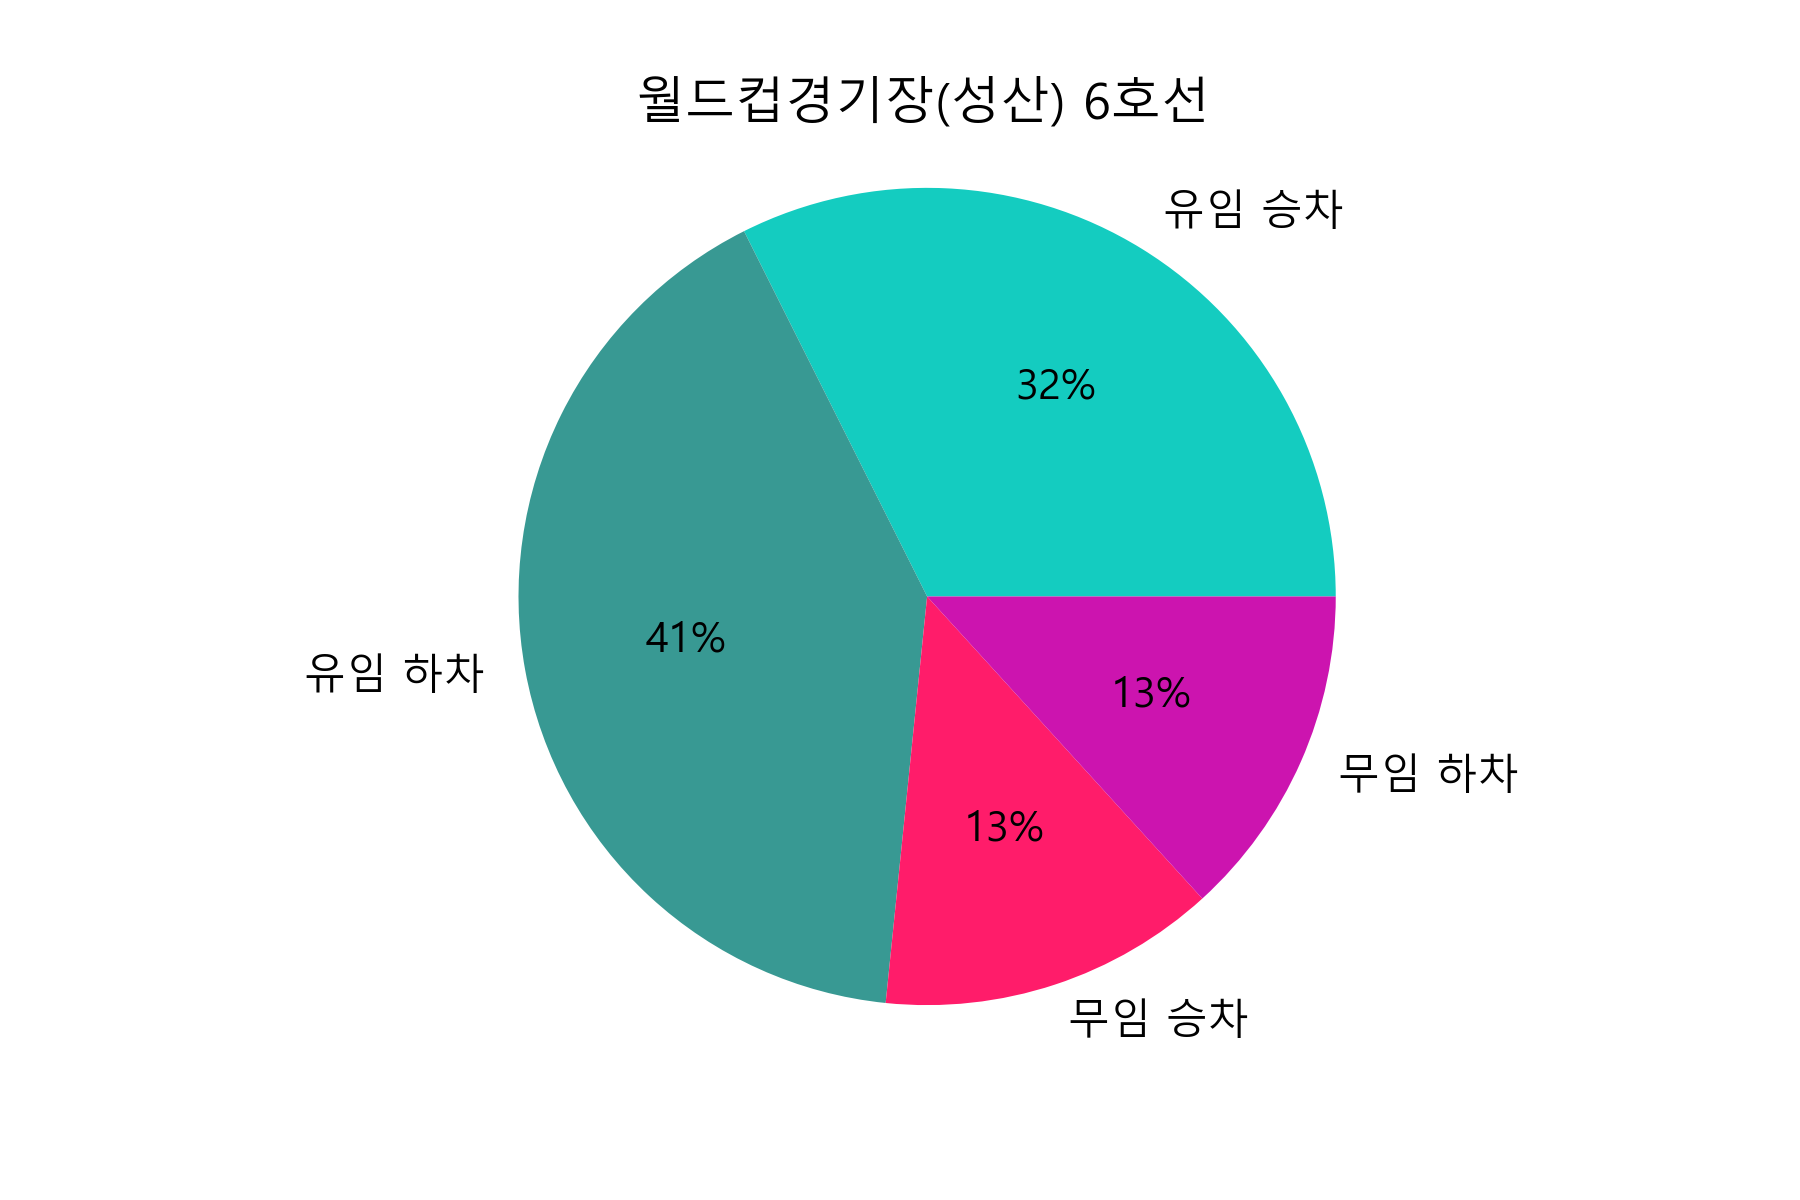 월드컵경기장(성산) 6호선
유임 승차
32%
유임 하차
41%
13%
무임 하차
13%
무임 승차